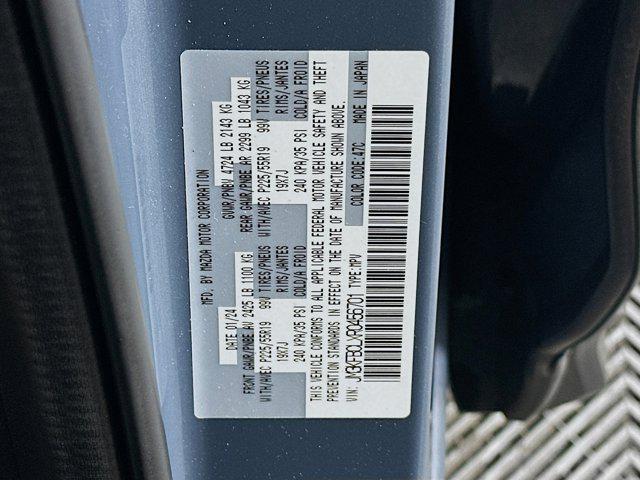 MFD. BY MAZDA MOTOR CORPORATION
DATE 01/24 GVWR/PNBV 4724 LB 2143 KG
FRONT GAWR/PNBE AV 2425 LB 1100 KG REAR GAWR/PNBE AR 2299 LB 1043 KG
WITH/AVEC P225/55R19 99V TIRES/PNEUS WITH/AVEC P225/55R19 99V TIRES/PNEUS
19X7J RIMS/JANTES 19X7J RIMS/JANTES
240 KPA/35 PSI COLD/A FROID 240 KPA/35 PSI COLD/A FROID
THIS VEHICLE CONFORMS TO ALL APPLICABLE FEDERAL MOTOR VEHICLE SAFETY AND THEFT
PREVENTION STANDARDS IN EFFECT ON THE DATE OF MANUFACTURE SHOWN ABOVE.
VIN: TYPE:MPV COLOR CODE:47C MADE IN JAPAN